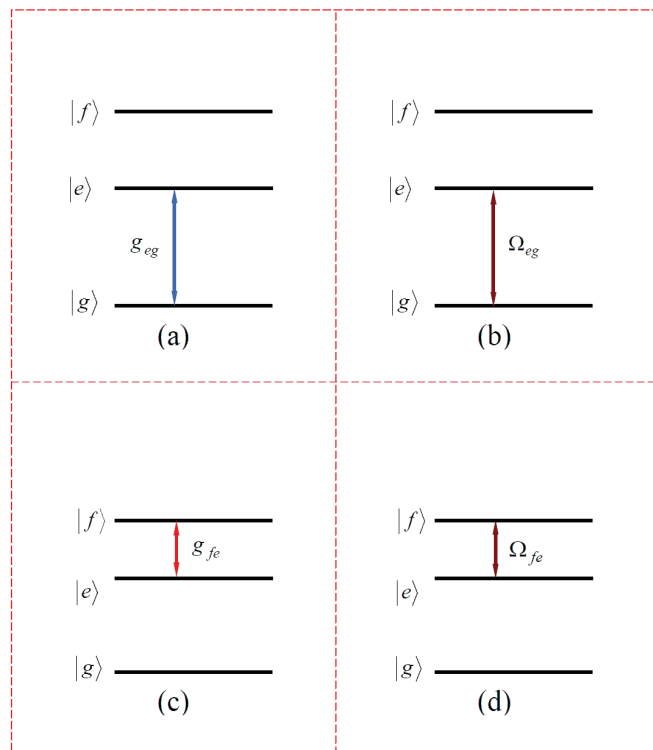 |f⟩
|f⟩
|e⟩
|e⟩
g_eg
Ω_eg
|g⟩
|g⟩
(a)
(b)
|f⟩
|f⟩
g_fe
Ω_fe
|e⟩
|e⟩
|g⟩
|g⟩
(c)
(d)